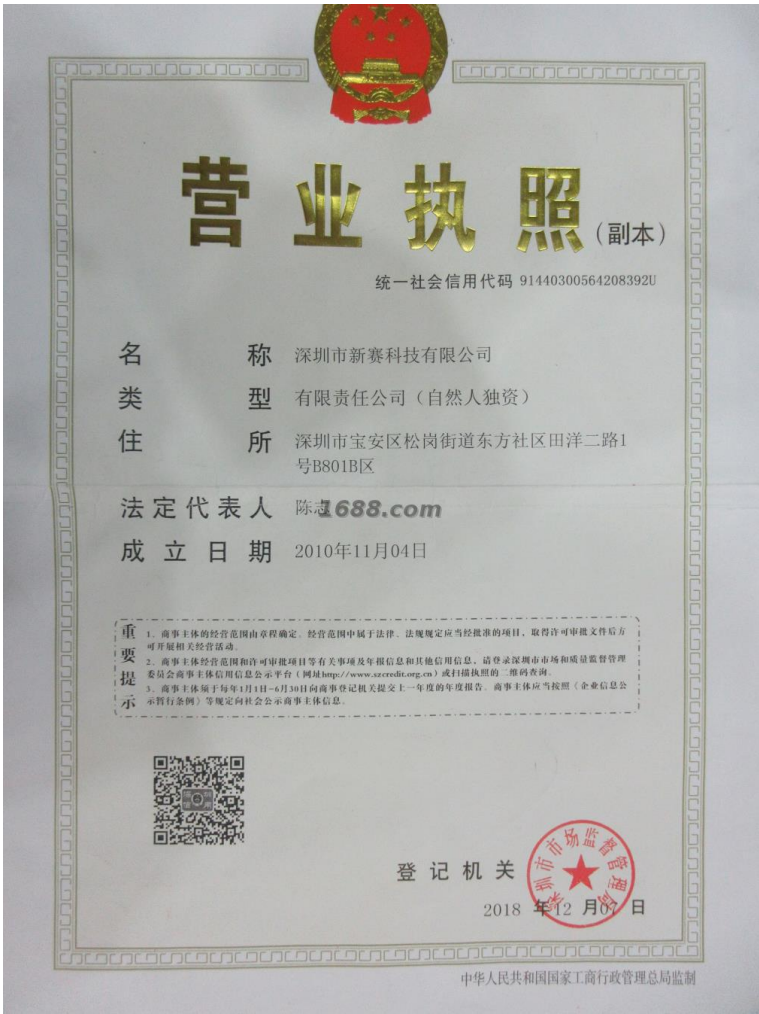 营业执照（副本）
统一社会信用代码 91440300564208392U
名称 深圳市新赛科技有限公司
类型 有限责任公司（自然人独资）
住所 深圳市宝安区松岗街道东方社区田洋二路1
号B801B区
法定代表人 陈志
1688.com
成立日期 2010年11月04日
重要提示
1．商事主体的经营范围由章程确定。经营范围中属于法律、法规规定应当经批准的项目，取得许可审批文件后方
可开展相关经营活动。
2．商事主体经营范围和许可审批项目等有关事项及年报信息和其他信用信息，请登录深圳市市场和质量监督管理
委员会商事主体信用信息公示平台（网址http://www.szcredit.org.cn）或扫描执照的二维码查询。
3．商事主体须于每年1月1日-6月30日向商事登记机关提交上一年度的年度报告。商事主体应当按照《企业信息公
示暂行条例》等规定向社会公示商事主体信息。
登记机关
深圳市市场监督管理局
2018 年12 月07 日
中华人民共和国国家工商行政管理总局监制